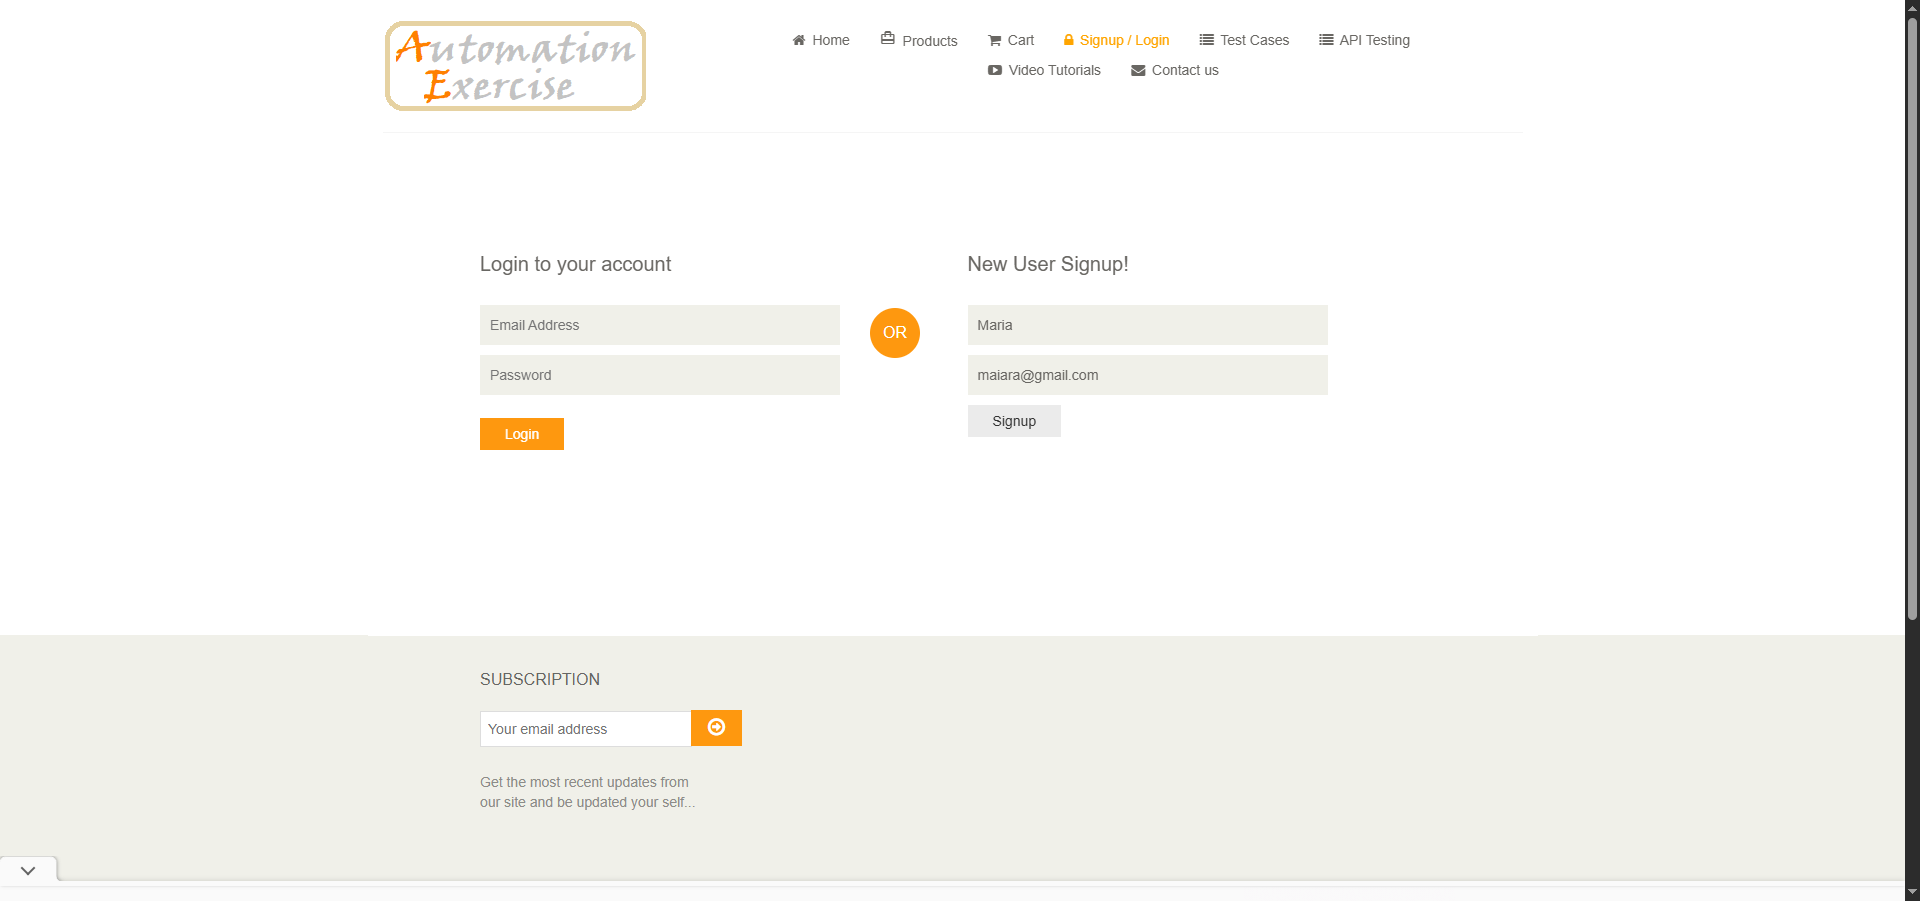 Automation
Exercise
Home
Products
Cart
Signup / Login
Test Cases
API Testing
Video Tutorials
Contact us
Login to your account
Email Address
Password
Login
OR
New User Signup!
Maria
maiara@gmail.com
Signup
SUBSCRIPTION
Your email address
Get the most recent updates from
our site and be updated your self...